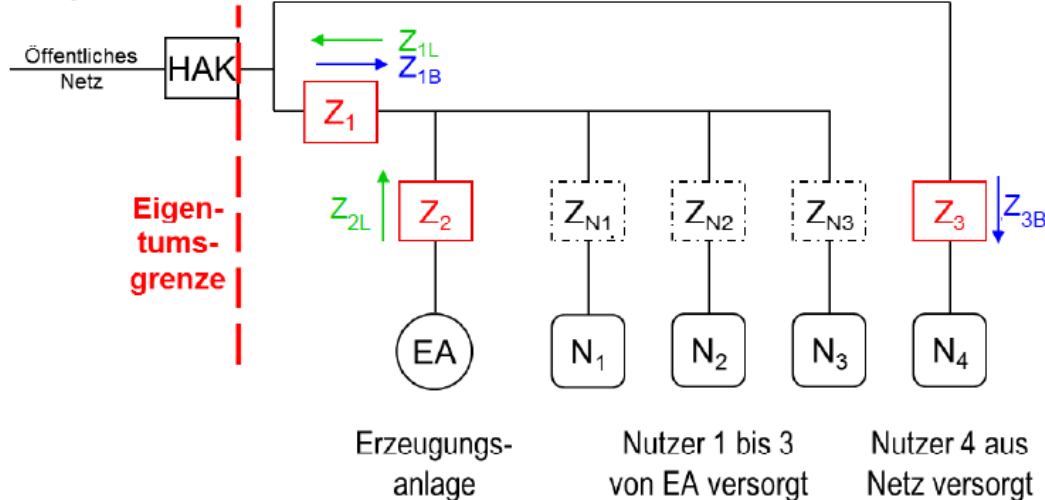 Öffentliches
Netz
HAK
Z1L
Z1B
Z1
Eigen-
tums-
grenze
Z2L
Z2
ZN1
ZN2
ZN3
Z3
Z3B
EA
N1
N2
N3
N4
Erzeugungs-
anlage
Nutzer 1 bis 3
von EA versorgt
Nutzer 4 aus
Netz versorgt